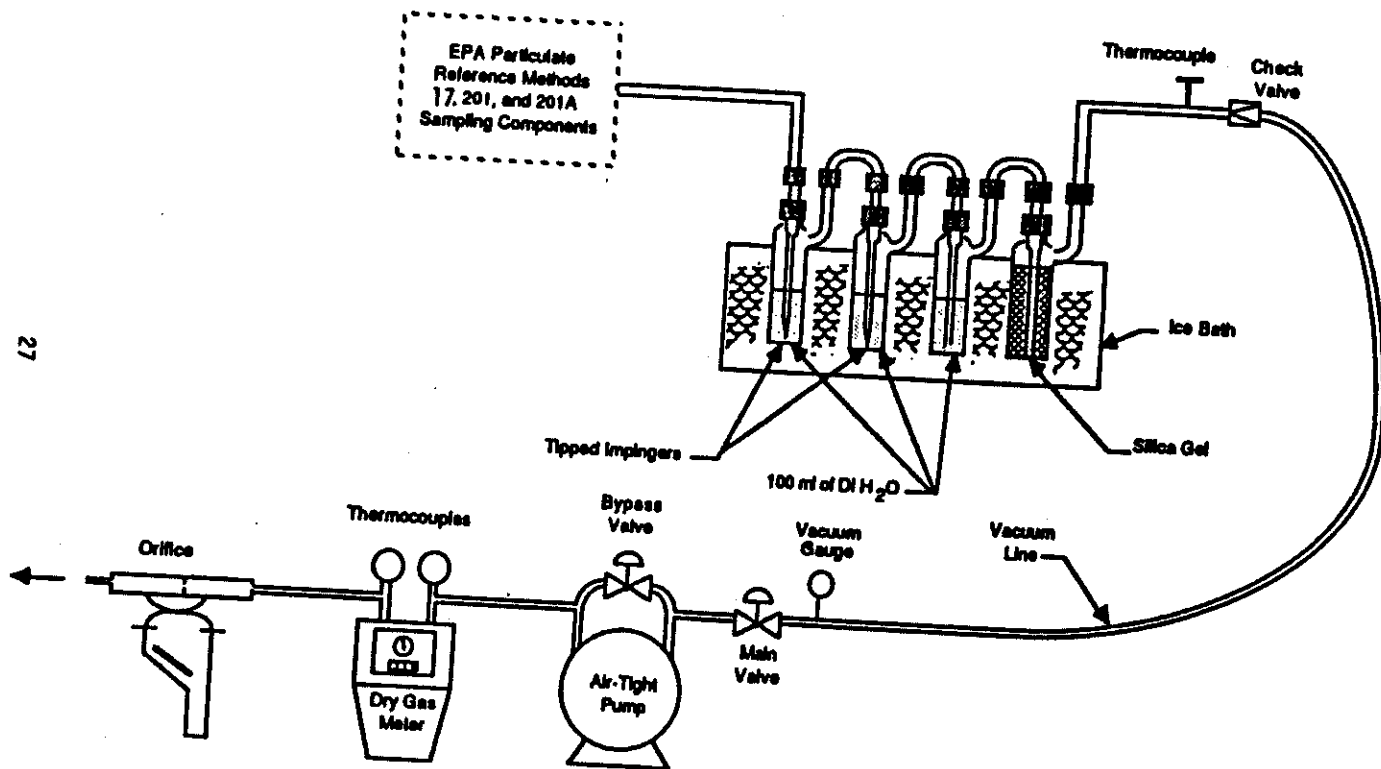 EPA Particulate
Reference Methods
17, 201, and 201A
Sampling Components
Thermocouple
Check
Valve
Ice Bath
Tipped Impingers
100 ml of DI H2O
Silica Gel
27
Orifice
Thermocouples
Bypass
Valve
Vacuum
Gauge
Vacuum
Line
Main
Valve
Dry Gas
Meter
Air-Tight
Pump